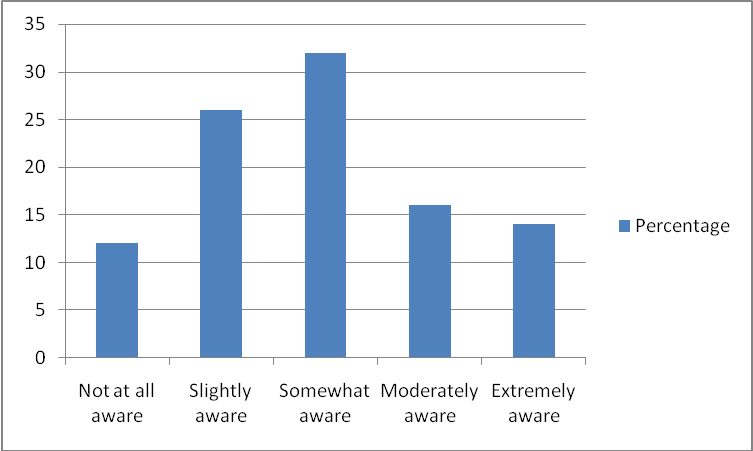 35
30
25
20
15
10
5
0
Not at all
aware
Slightly
aware
Somewhat
aware
Moderately
aware
Extremely
aware
Percentage